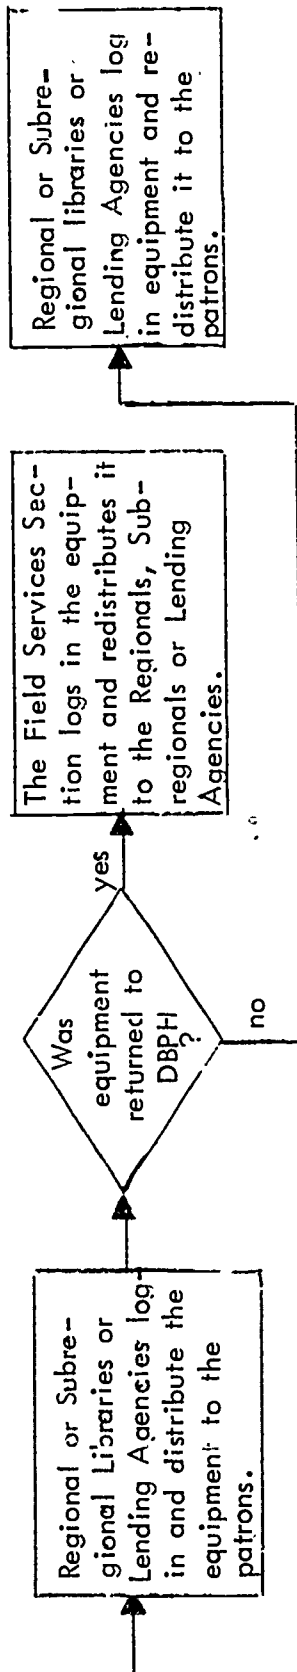 Regional or Subre-
gional Libraries or
Lending Agencies log-
in and distribute the
equipment to the
patrons.
Was
equipment
returned to
DBPH
?
yes
no
The Field Services Sec-
tion logs in the equip-
ment and redistributes it
to the Regionals, Sub-
regionals or Lending
Agencies.
Regional or Subre-
gional libraries or
Lending Agencies log
in equipment and re-
distribute it to the
patrons.